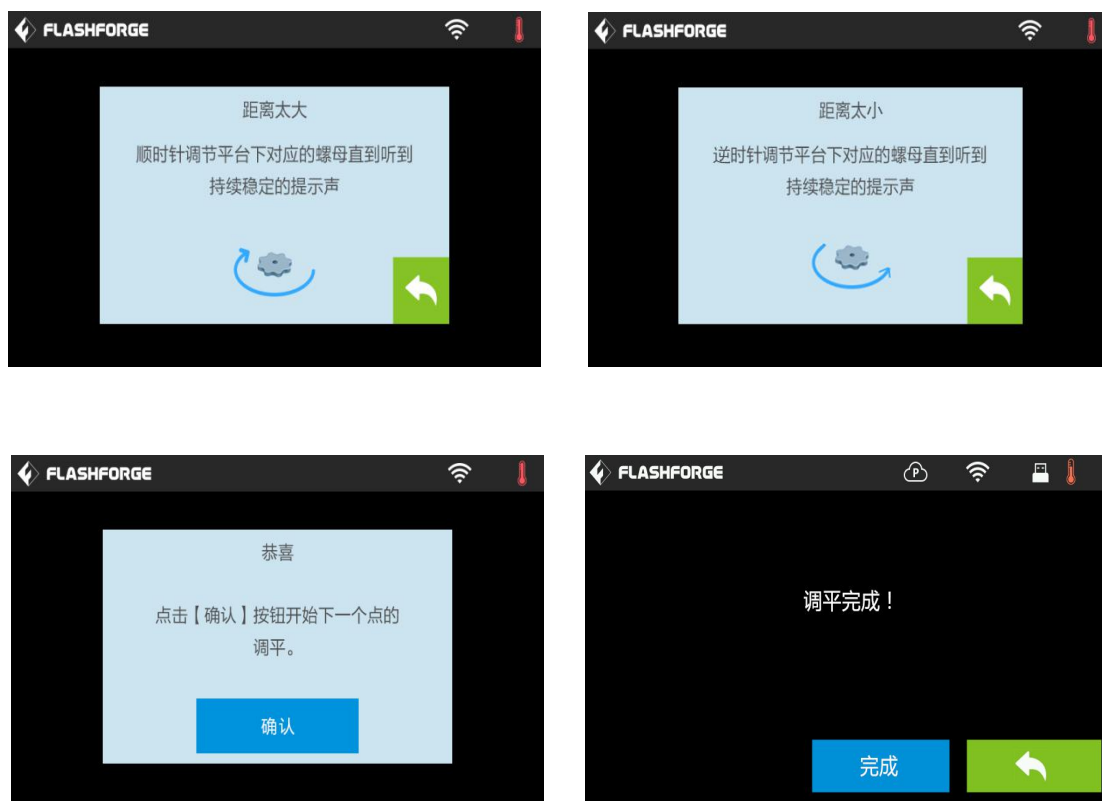 FLASHFORGE
距离太大
顺时针调节平台下对应的螺母直到听到
持续稳定的提示声
FLASHFORGE
距离太小
逆时针调节平台下对应的螺母直到听到
持续稳定的提示声
FLASHFORGE
恭喜
点击【确认】按钮开始下一个点的
调平。
确认
FLASHFORGE
P
调平完成！
完成